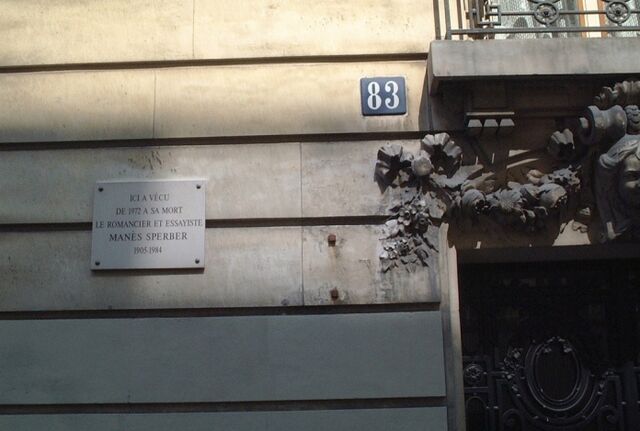 83
ICI A VÉCU
DE 1972 A SA MORT
LE ROMANCIER ET ESSAYISTE
MANÈS SPERBER
1905-1984